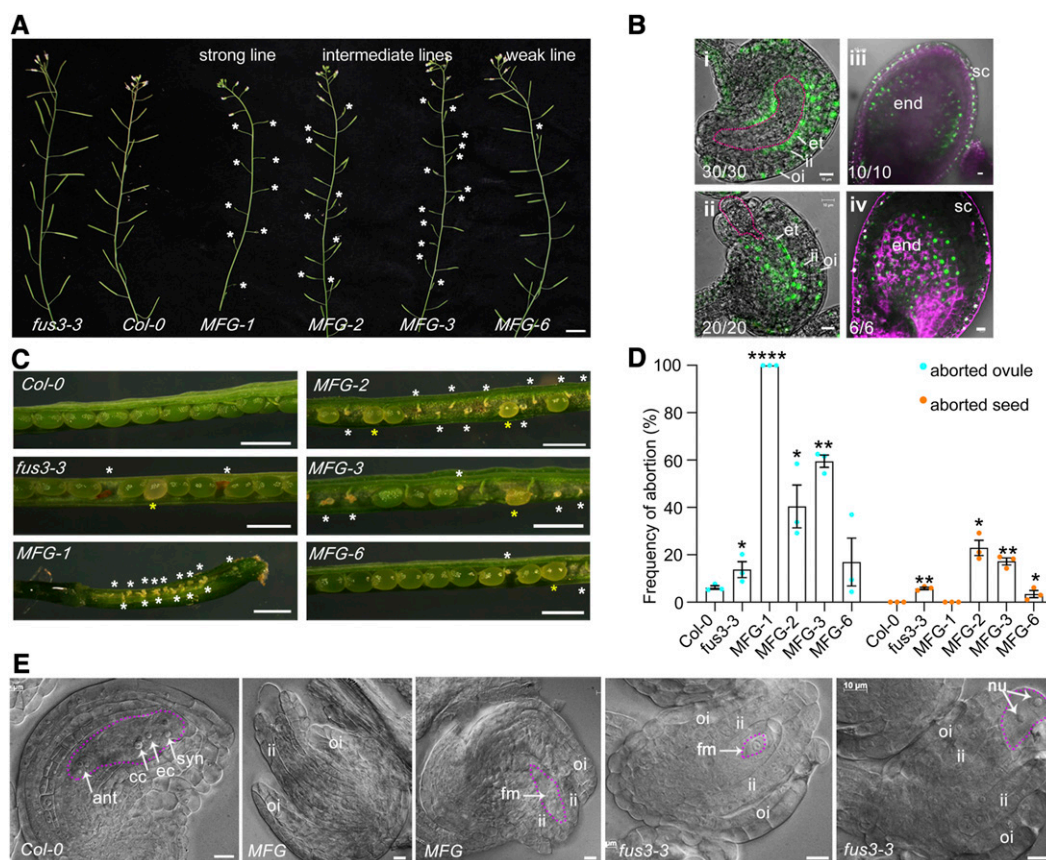 A
strong line
intermediate lines
weak line
fus3-3
Col-0
MFG-1
MFG-2
MFG-3
MFG-6
B
i
et
ii
oi
30/30
10 µm
iii
sc
end
10/10
ii
et
ii
oi
20/20
iv
sc
end
6/6
C
Col-0
MFG-2
fus3-3
MFG-3
MFG-1
MFG-6
D
Frequency of abortion (%)
100
80
60
40
20
0
****
*
*
**
**
*
**
*
aborted ovule
aborted seed
Col-0
fus3-3
MFG-1
MFG-2
MFG-3
MFG-6
Col-0
fus3-3
MFG-1
MFG-2
MFG-3
MFG-6
E
ant
cc
ec
syn
Col-0
ii
oi
oi
MFG
fm
oi
ii
ii
MFG
oi
ii
fm
ii
oi
fus3-3
10 µm
nu
ii
ii
oi
fus3-3